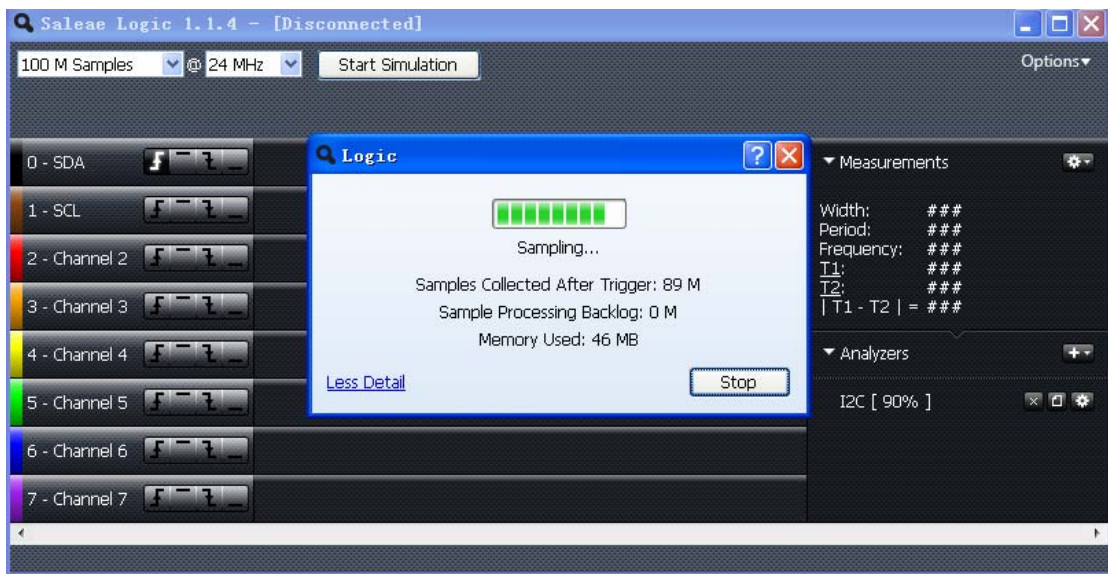 Saleae Logic 1.1.4 - [Disconnected]
100 M Samples @ 24 MHz Start Simulation Options
0 - SDA
1 - SCL
2 - Channel 2
3 - Channel 3
4 - Channel 4
5 - Channel 5
6 - Channel 6
7 - Channel 7
Logic
Sampling...
Samples Collected After Trigger: 89 M
Sample Processing Backlog: 0 M
Memory Used: 46 MB
Less Detail Stop
Measurements
Width: ###
Period: ###
Frequency: ###
T1: ###
T2: ###
| T1 - T2 | = ###
Analyzers
I2C [ 90% ]